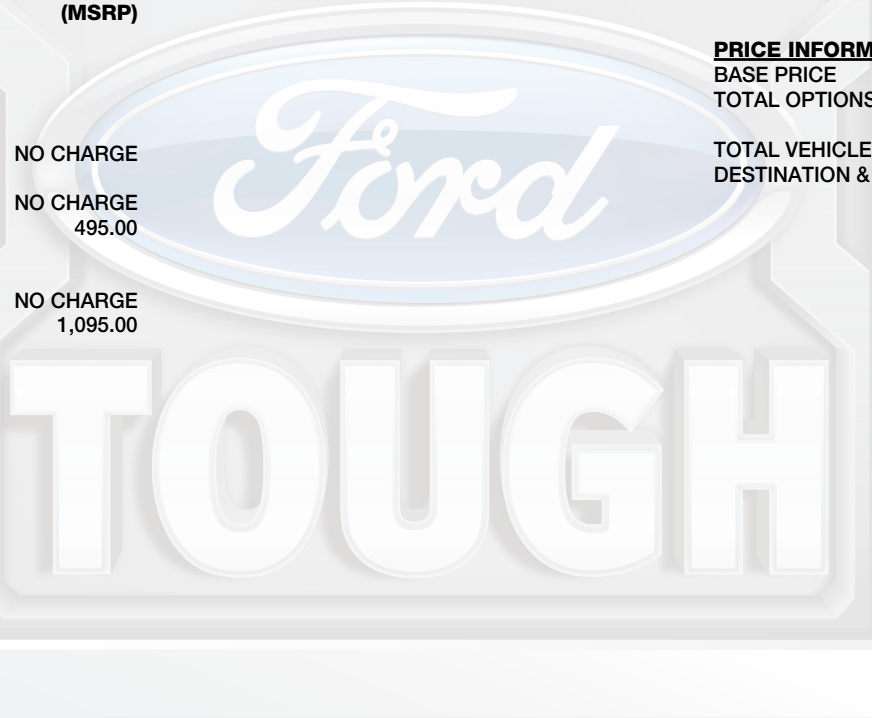 (MSRP)
NO CHARGE
NO CHARGE
495.00
NO CHARGE
1,095.00
PRICE INFORM
BASE PRICE
TOTAL OPTIONS
TOTAL VEHICLE
DESTINATION &
Ford
TOUGH